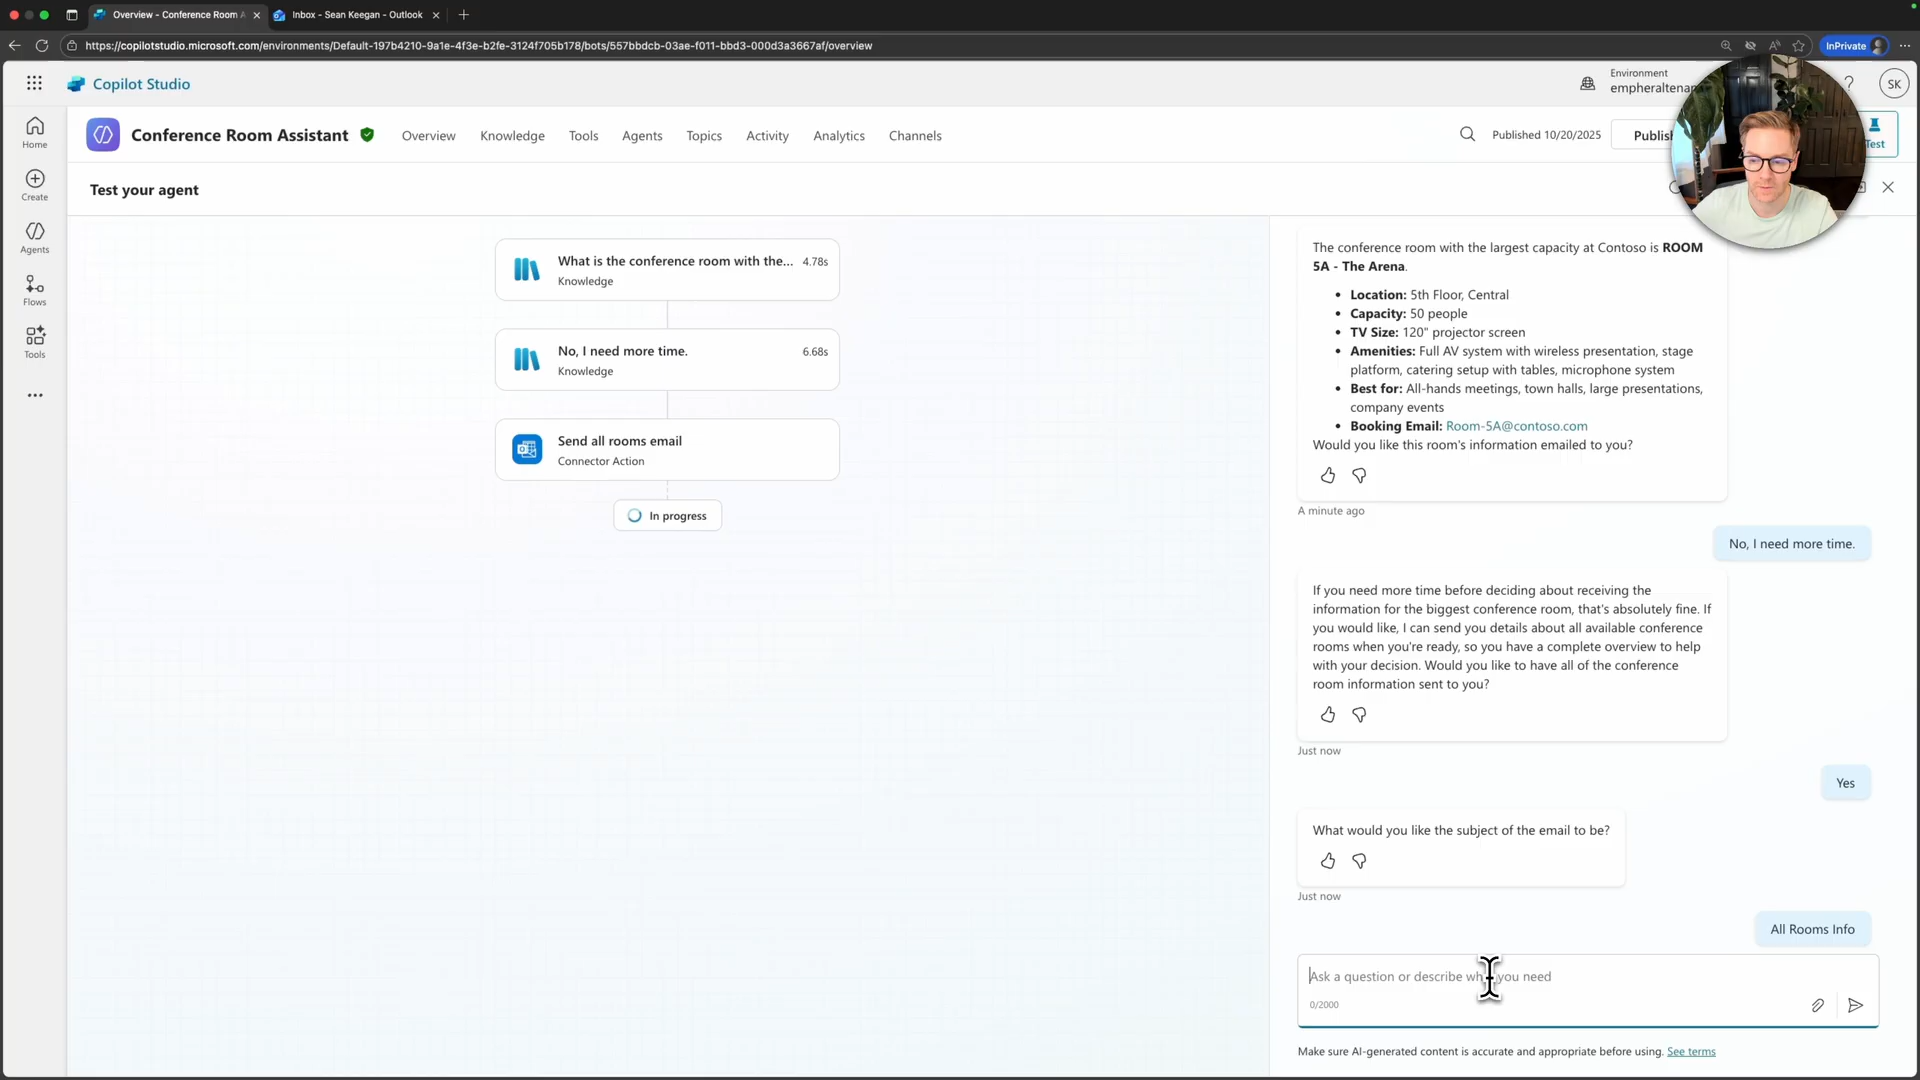 Overview - Conference Room A
Inbox - Sean Keegan - Outlook
https://copilotstudio.microsoft.com/environments/Default-197b4210-9a1e-4f3e-b2fe-3124f705b178/bots/557bbdcb-03ae-f011-bbd3-000d3a3667af/overview
InPrivate
Copilot Studio
Environment
empheraltenan
SK
Home
Create
Agents
Flows
Tools
Conference Room Assistant
Overview
Knowledge
Tools
Agents
Topics
Activity
Analytics
Channels
Published 10/20/2025
Publish
Test
Test your agent
What is the conference room with the... 4.78s
Knowledge
No, I need more time. 6.68s
Knowledge
Send all rooms email
Connector Action
In progress
The conference room with the largest capacity at Contoso is ROOM
5A - The Arena.
• Location: 5th Floor, Central
• Capacity: 50 people
• TV Size: 120" projector screen
• Amenities: Full AV system with wireless presentation, stage
platform, catering setup with tables, microphone system
• Best for: All-hands meetings, town halls, large presentations,
company events
• Booking Email: Room-5A@contoso.com
Would you like this room's information emailed to you?
A minute ago
No, I need more time.
If you need more time before deciding about receiving the
information for the biggest conference room, that's absolutely fine. If
you would like, I can send you details about all available conference
rooms when you're ready, so you have a complete overview to help
with your decision. Would you like to have all of the conference
room information sent to you?
Just now
Yes
What would you like the subject of the email to be?
Just now
All Rooms Info
Ask a question or describe what you need
0/2000
Make sure AI-generated content is accurate and appropriate before using. See terms